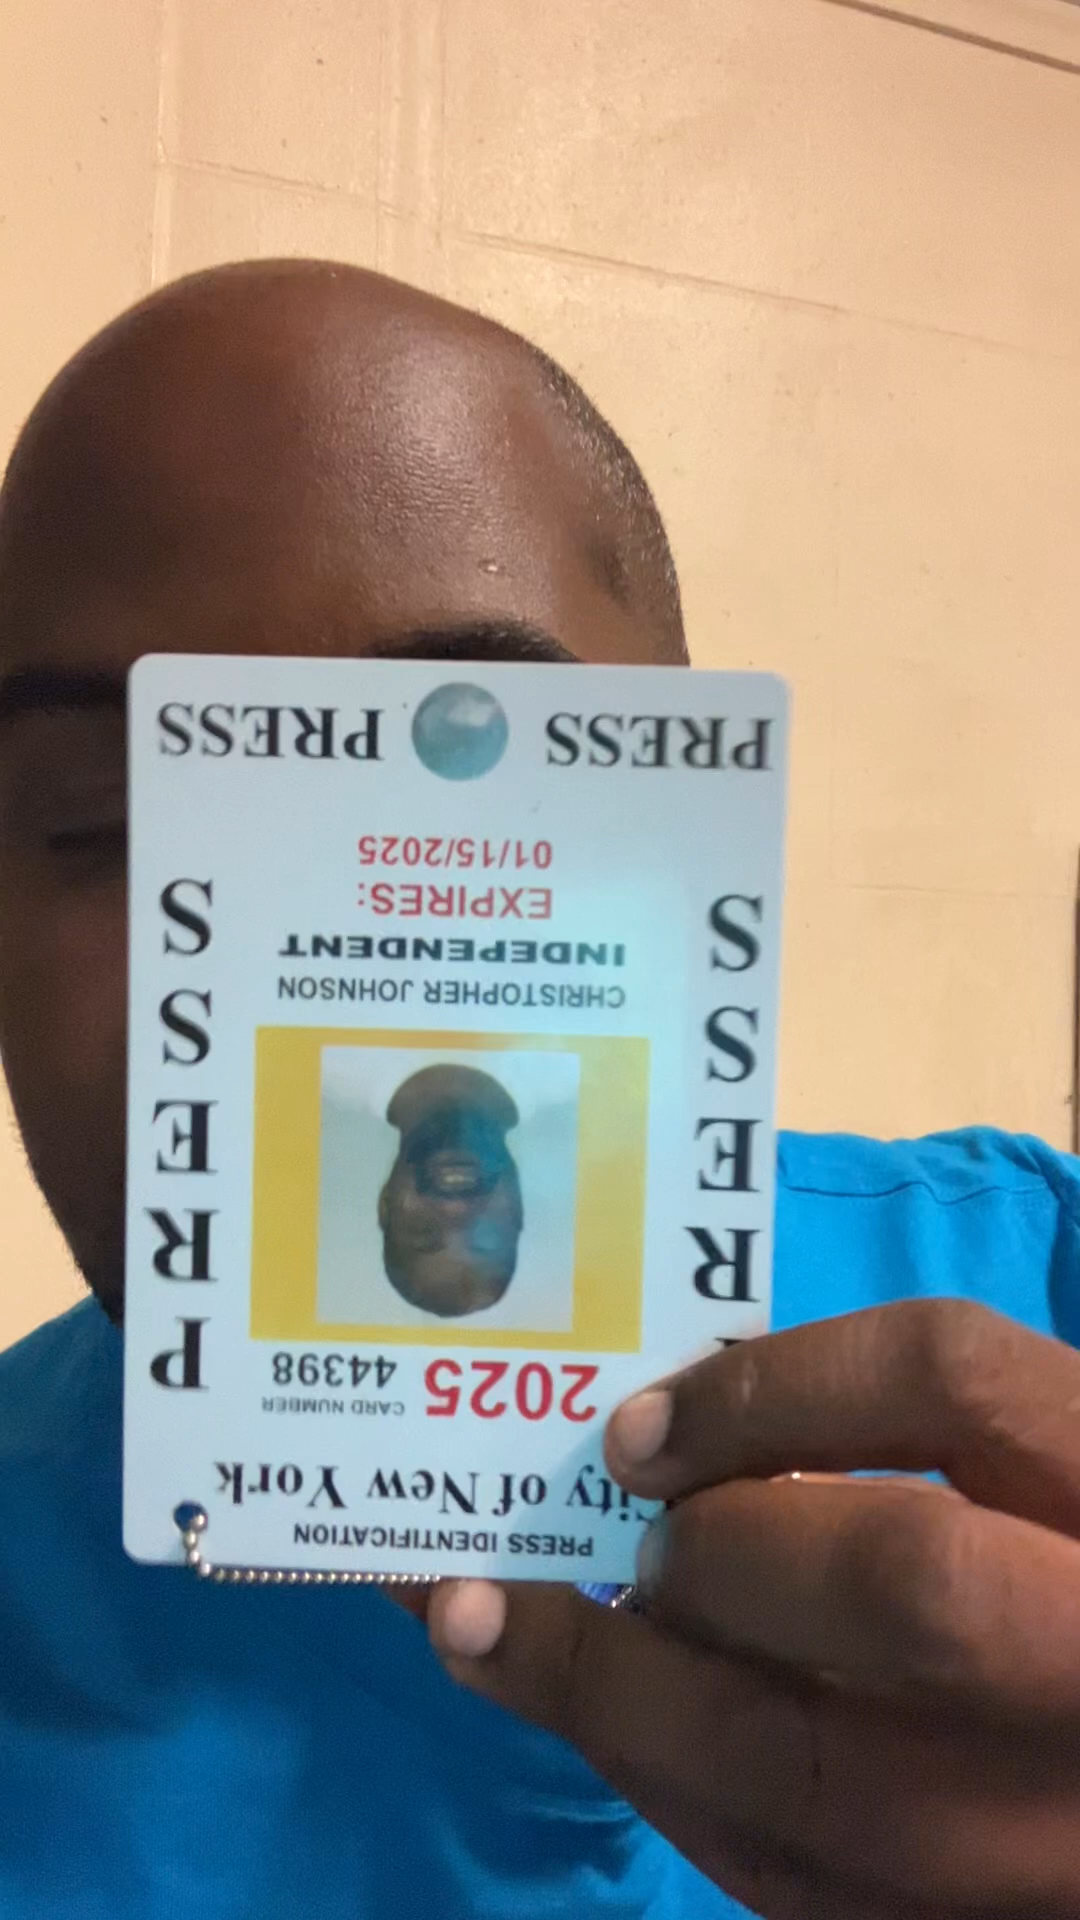 PRESS IDENTIFICATION
City of New York
2025 CARD NUMBER
44398
CHRISTOPHER JOHNSON
INDEPENDENT
EXPIRES:
01/15/2025
PRESS PRESS
PRESS
PRESS